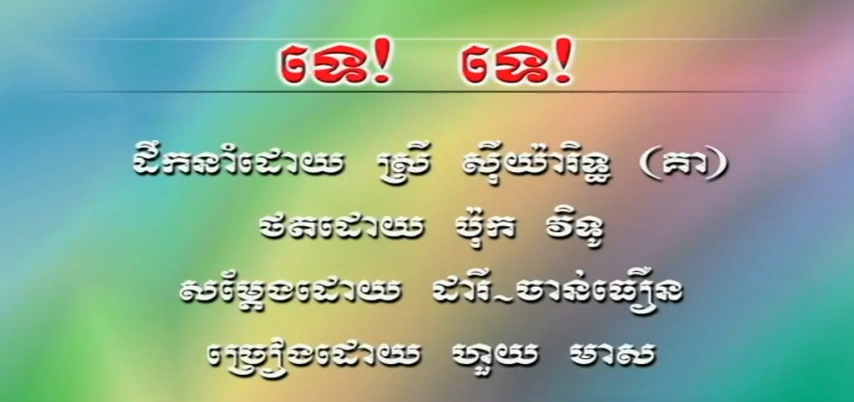 ទេ! ទេ!
ដឹកនាំដោយ ស្រី ស៊ីយ៉ារិទ្ធ (គា)
ថតដោយ ប៉ុក វិទូ
សម្ដែងដោយ ដារី~ចាន់ធឿន
ច្រៀងដោយ ហួយ មាស